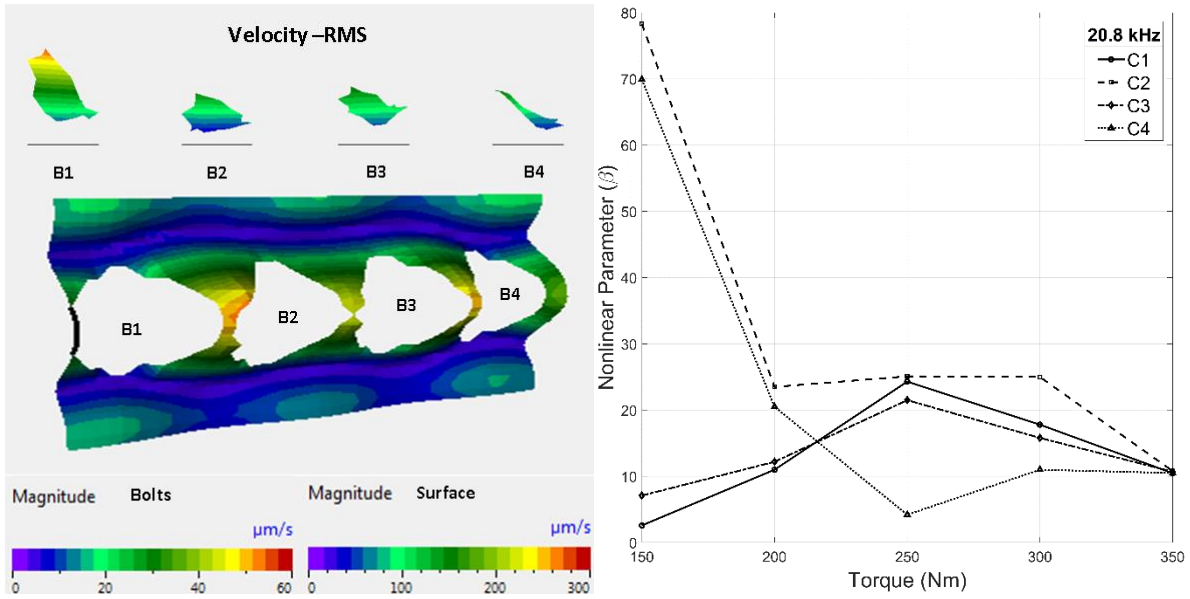 Velocity –RMS
B1 B2 B3 B4
B1
B2
B3
B4
Magnitude Bolts
µm/s
0 20 40 60
Magnitude Surface
µm/s
0 100 200 300
80
70
60
50
40
30
20
10
0
Nonlinear Parameter (β)
150 200 250 300 350
Torque (Nm)
20.8 kHz
C1
C2
C3
C4